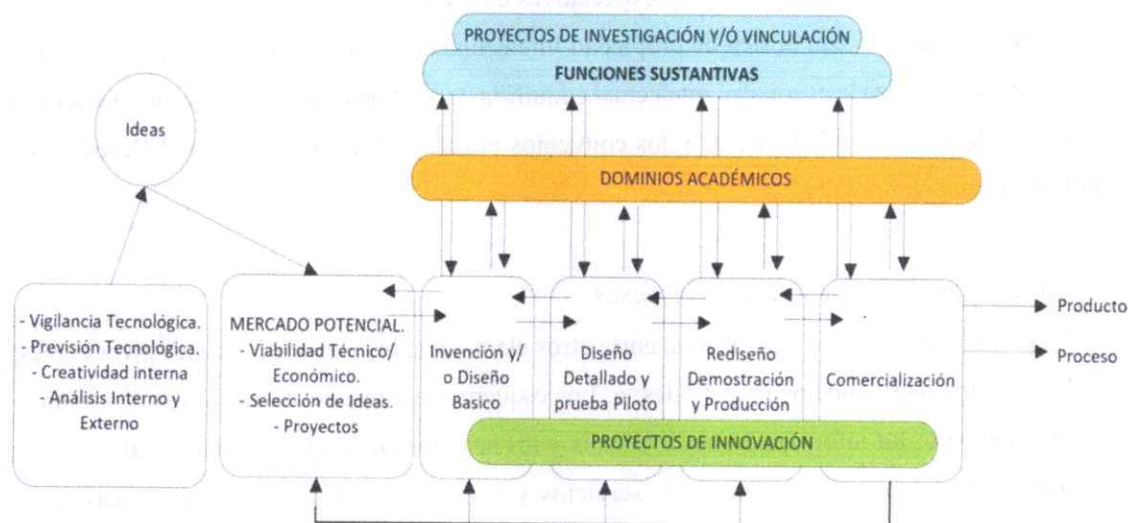 PROYECTOS DE INVESTIGACIÓN Y/Ó VINCULACIÓN
FUNCIONES SUSTANTIVAS
Ideas
DOMINIOS ACADÉMICOS
- Vigilancia Tecnológica.
- Previsión Tecnológica.
- Creatividad interna
- Análisis Interno y
Externo
MERCADO POTENCIAL.
- Viabilidad Técnico/
Económico.
- Selección de Ideas.
- Proyectos
Invención y/
o Diseño
Basico
Diseño
Detallado y
prueba Piloto
Rediseño
Demostración
y Producción
Comercialización
Producto
Proceso
PROYECTOS DE INNOVACIÓN